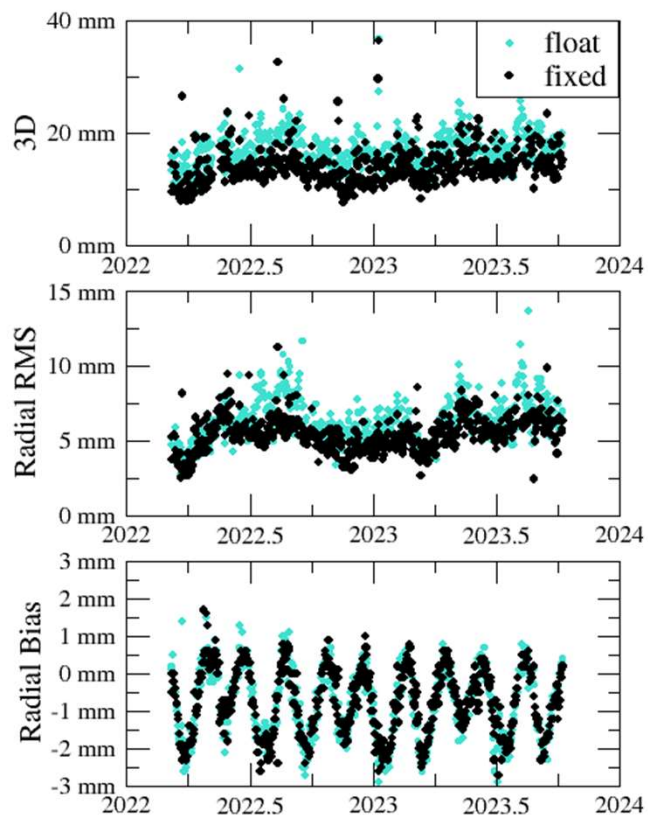 40 mm
float
fixed
3D
20 mm
0 mm
2022
2022.5
2023
2023.5
2024
15 mm
Radial RMS
10 mm
5 mm
0 mm
2022
2022.5
2023
2023.5
2024
3 mm
2 mm
1 mm
Radial Bias
0 mm
-1 mm
-2 mm
-3 mm
2022
2022.5
2023
2023.5
2024